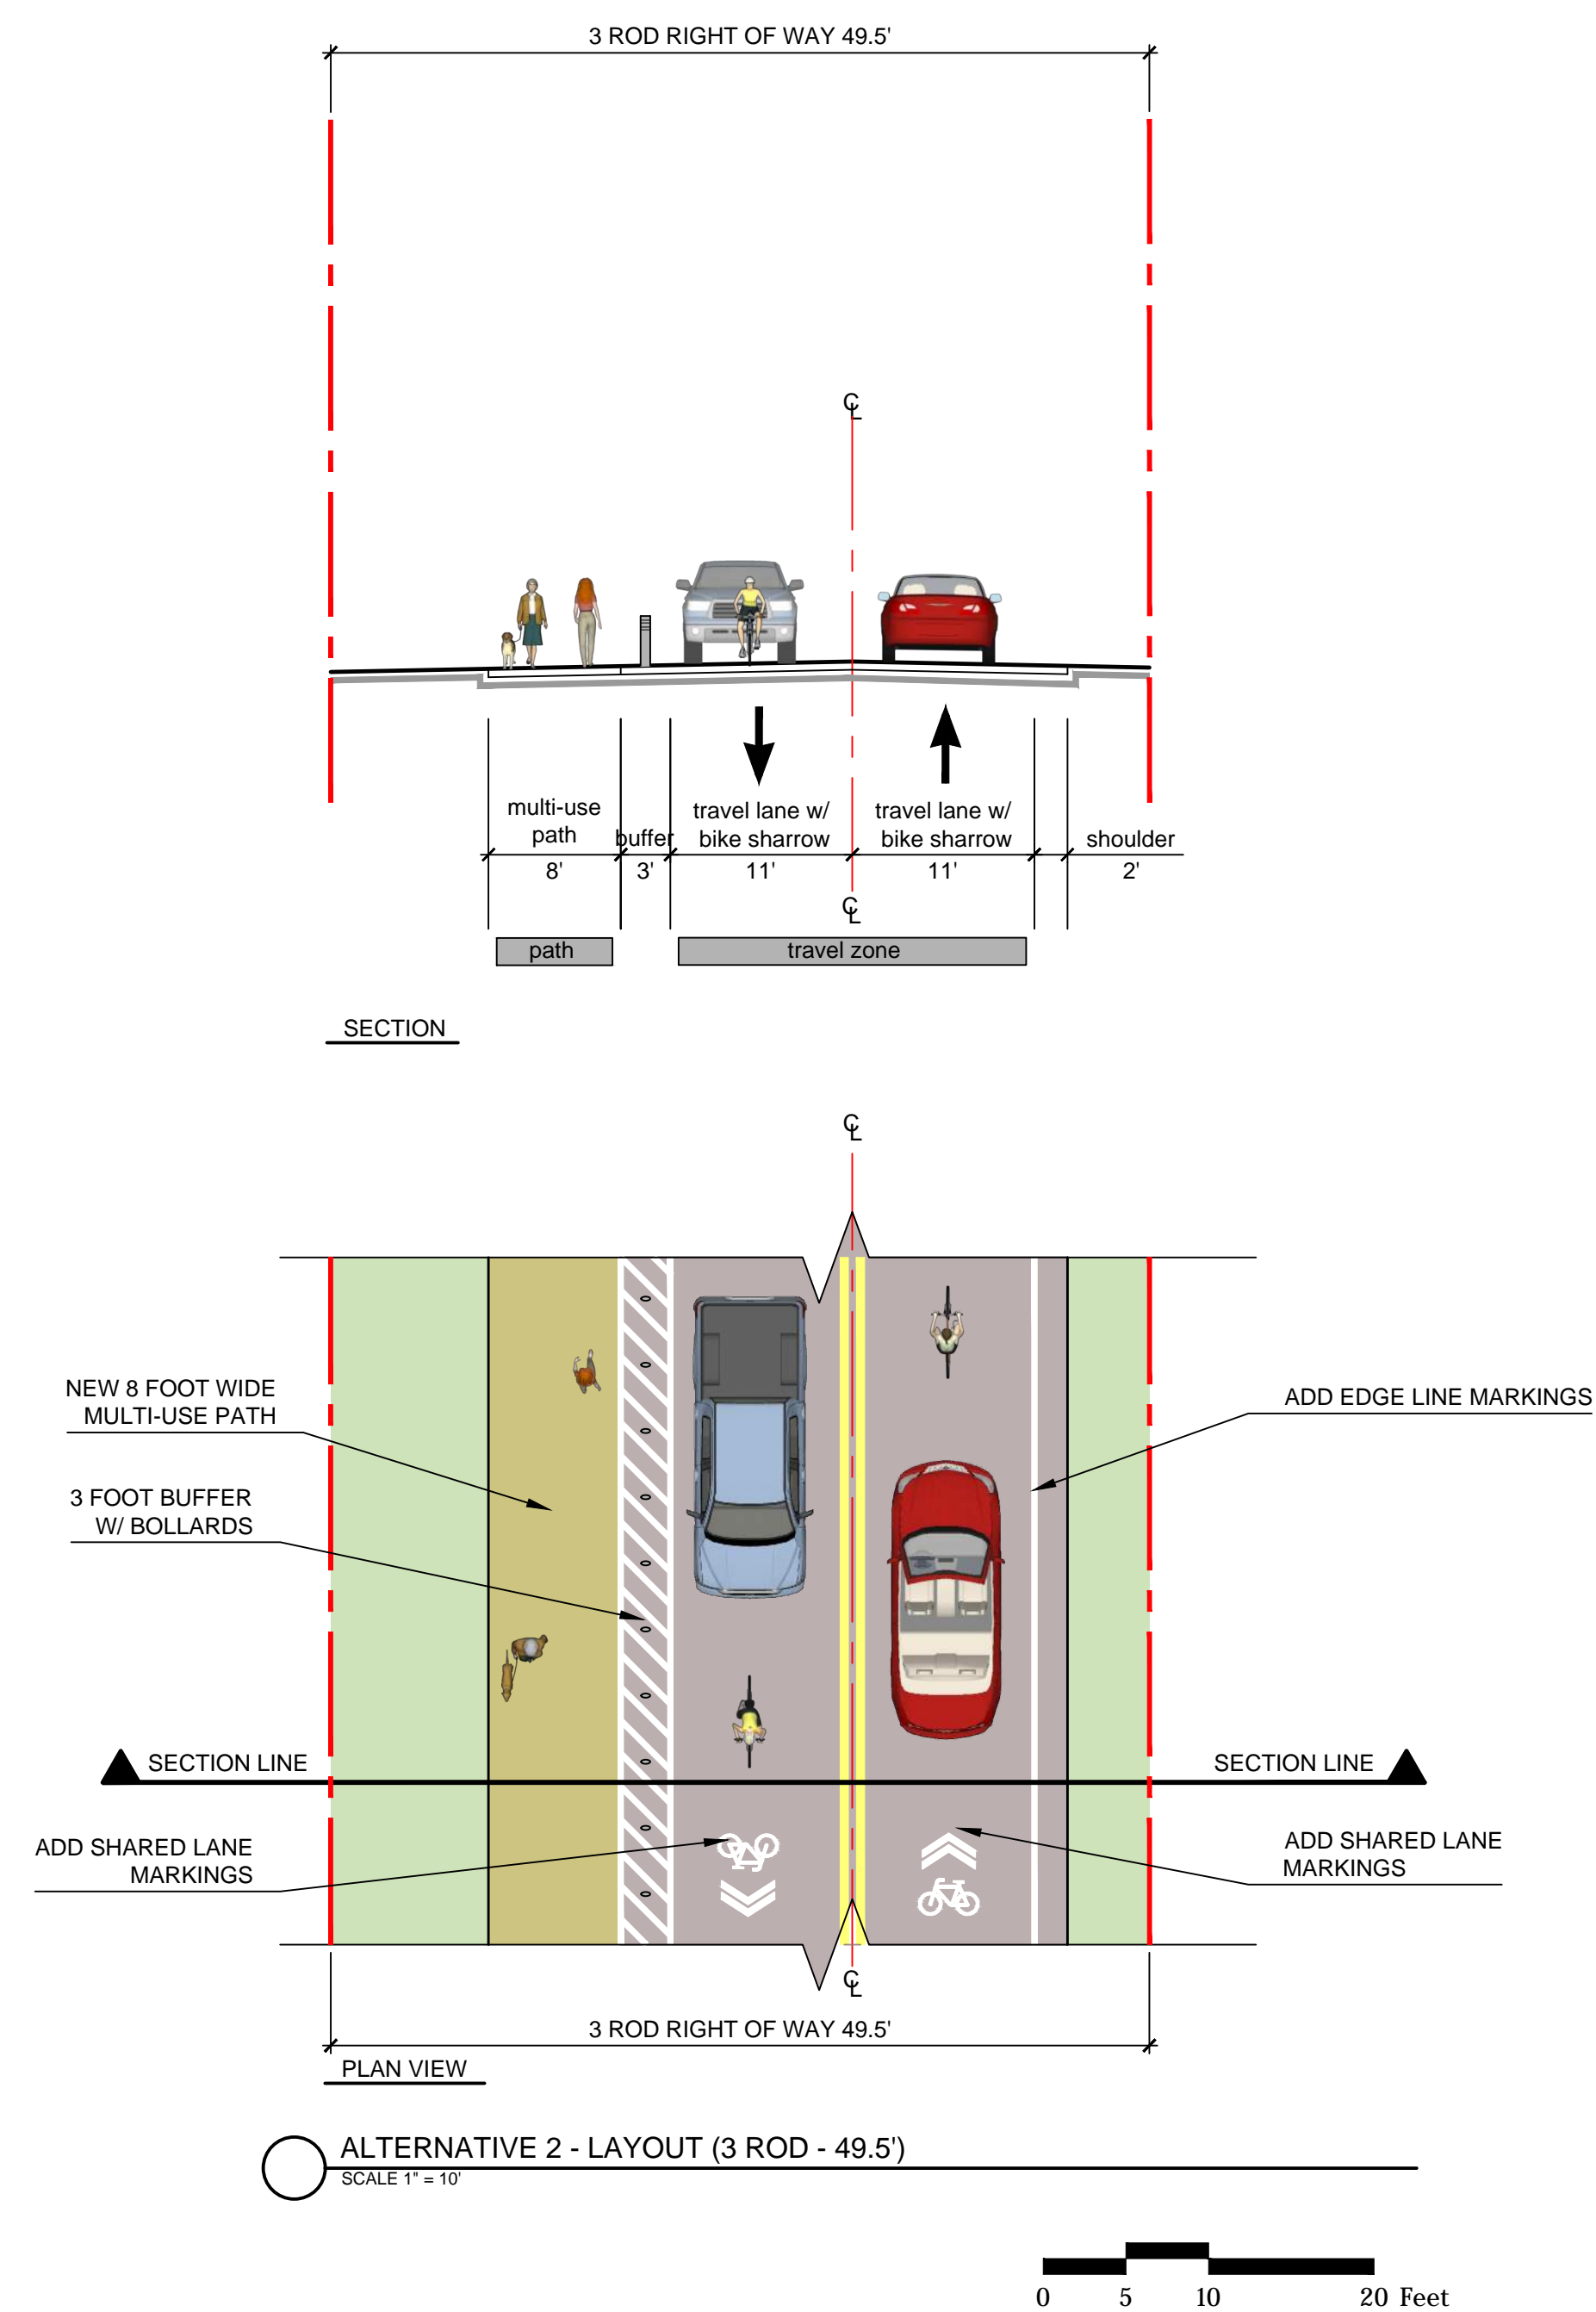 3 ROD RIGHT OF WAY 49.5'
℄
multi-use
path
8'
buffer
3'
travel lane w/
bike sharrow
11'
travel lane w/
bike sharrow
11'
shoulder
2'
℄
path
travel zone
SECTION
℄
NEW 8 FOOT WIDE
MULTI-USE PATH
ADD EDGE LINE MARKINGS
3 FOOT BUFFER
W/ BOLLARDS
SECTION LINE
SECTION LINE
ADD SHARED LANE
MARKINGS
ADD SHARED LANE
MARKINGS
℄
3 ROD RIGHT OF WAY 49.5'
PLAN VIEW
ALTERNATIVE 2 - LAYOUT (3 ROD - 49.5')
SCALE 1" = 10'
0 5 10 20 Feet